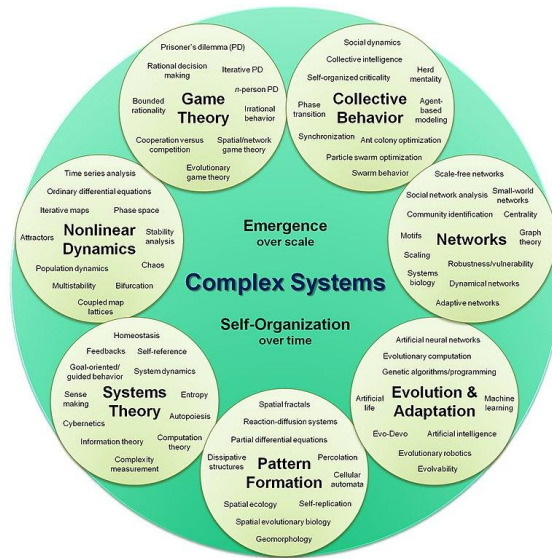 Prisoner's dilemma (PD)
Rational decision
making
Iterative PD
n-person PD
Bounded
rationality
Game
Theory
Irrational
behavior
Cooperation versus
competition
Spatial/network
game theory
Evolutionary
game theory
Social dynamics
Collective intelligence
Self-organized criticality
Herd
mentality
Phase
transition
Collective
Behavior
Agent-
based
modeling
Synchronization
Ant colony optimization
Particle swarm optimization
Swarm behavior
Time series analysis
Ordinary differential equations
Iterative maps
Phase space
Attractors
Nonlinear
Dynamics
Stability
analysis
Population dynamics
Chaos
Multistability
Bifurcation
Coupled map
lattices
Emergence
over scale
Complex Systems
Self-Organization
over time
Scale-free networks
Social network analysis
Small-world
networks
Community identification
Centrality
Motifs
Networks
Graph
theory
Scaling
Robustness/vulnerability
Systems
biology
Dynamical networks
Adaptive networks
Homeostasis
Feedbacks
Self-reference
Goal-oriented/
guided behavior
System dynamics
Sense
making
Systems
Theory
Entropy
Autopoiesis
Cybernetics
Information theory
Computation
theory
Complexity
measurement
Spatial fractals
Reaction-diffusion systems
Partial differential equations
Dissipative
structures
Percolation
Pattern
Formation
Cellular
automata
Spatial ecology
Self-replication
Spatial evolutionary biology
Geomorphology
Artificial neural networks
Evolutionary computation
Genetic algorithms/programming
Artificial
life
Evolution &
Adaptation
Machine
learning
Evo-Devo
Artificial intelligence
Evolutionary robotics
Evolvability